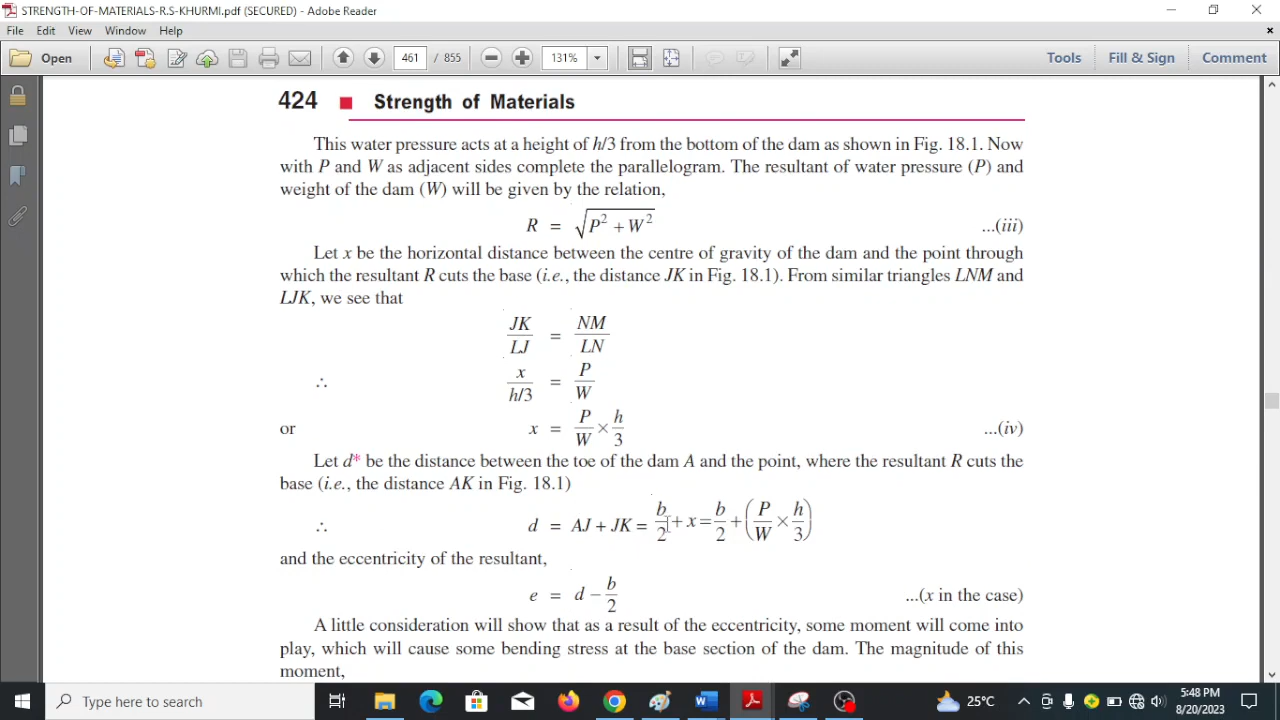 STRENGTH-OF-MATERIALS-R.S-KHURMI.pdf (SECURED) - Adobe Reader
File Edit View Window Help
Open 461 / 855 131% Tools Fill & Sign Comment
424 ■ Strength of Materials
This water pressure acts at a height of h/3 from the bottom of the dam as shown in Fig. 18.1. Now
with P and W as adjacent sides complete the parallelogram. The resultant of water pressure (P) and
weight of the dam (W) will be given by the relation,
R = √P² + W² ...(iii)
Let x be the horizontal distance between the centre of gravity of the dam and the point through
which the resultant R cuts the base (i.e., the distance JK in Fig. 18.1). From similar triangles LNM and
LJK, we see that
JK/LJ = NM/LN
∴ x/h/3 = P/W
or x = P/W × h/3 ...(iv)
Let d* be the distance between the toe of the dam A and the point, where the resultant R cuts the
base (i.e., the distance AK in Fig. 18.1)
∴ d = AJ + JK = b/2 + x = b/2 + (P/W × h/3)
and the eccentricity of the resultant,
e = d − b/2 ...(x in the case)
A little consideration will show that as a result of the eccentricity, some moment will come into
play, which will cause some bending stress at the base section of the dam. The magnitude of this
moment,
Type here to search
25°C
5:48 PM
8/20/2023